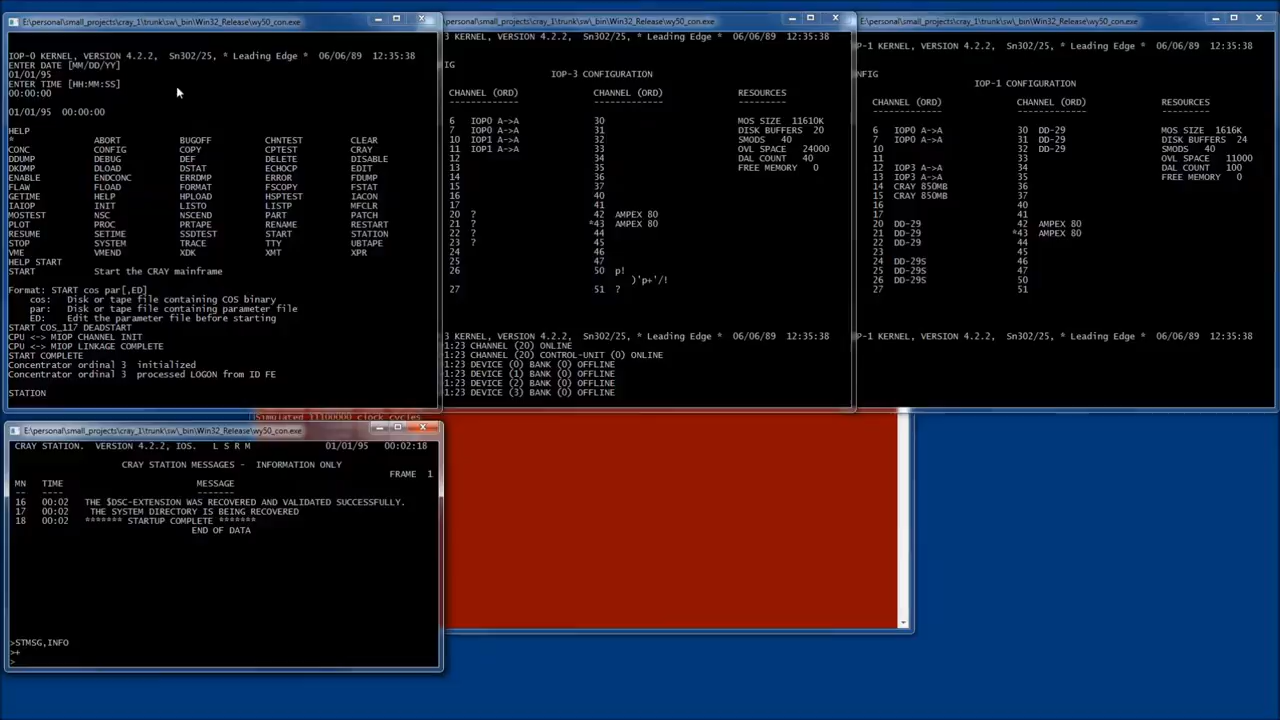 E:\personal\small_projects\cray_1\trunk\sw\_bin\Win32_Release\wy50_con.exe
IOP-0 KERNEL, VERSION 4.2.2,  Sn302/25, * Leading Edge *  06/06/89  12:35:38
ENTER DATE [MM/DD/YY]
01/01/95
ENTER TIME [HH:MM:SS]
00:00:00
01/01/95  00:00:00
HELP
*  ABORT  BUGOFF  CHNTEST  CLEAR
CONC  CONFIG  COPY  CPTEST  CRAY
DDUMP  DEBUG  DEF  DELETE  DISABLE
DKDMP  DLOAD  DSTAT  ECHOCP  EDIT
ENABLE  ENDCONC  ERRDMP  ERROR  FDUMP
FLAW  FLOAD  FORMAT  FSCOPY  FSTAT
GETIME  HELP  HPLOAD  HSPTEST  IACON
IAIOP  INIT  LISTO  LISTP  MFCLR
MOSTEST  NSC  NSCEND  PART  PATCH
PLOT  PROC  PRTAPE  RENAME  RESTART
RESUME  SETIME  SSDTEST  START  STATION
STOP  SYSTEM  TRACE  TTY  UBTAPE
VME  VMEND  XDK  XMT  XPR
HELP START
START  Start the CRAY mainframe
Format: START cos par[,ED]
cos:  Disk or tape file containing COS binary
par:  Disk or tape file containing parameter file
ED:  Edit the parameter file before starting
START COS_117 DEADSTART
CPU <-> MIOP CHANNEL INIT
CPU <-> MIOP LINKAGE COMPLETE
START COMPLETE
Concentrator ordinal 3  initialized
Concentrator ordinal 3  processed LOGON from ID FE
STATION
\personal\small_projects\cray_1\trunk\sw\_bin\Win32_Release\wy50_con.exe
3 KERNEL, VERSION 4.2.2,  Sn302/25, * Leading Edge *  06/06/89  12:35:38
IG
IOP-3 CONFIGURATION
CHANNEL (ORD)  CHANNEL (ORD)  RESOURCES
-------------  -------------  ---------
6  IOP0 A->A  30  MOS SIZE  11610K
7  IOP0 A->A  31  DISK BUFFERS  20
10  IOP1 A->A  32  SMODS  40
11  IOP1 A->A  33  OVL SPACE  24000
12  34  DAL COUNT  40
13  35  FREE MEMORY  0
14  36
15  37
16  40
17  41
20  ?  42  AMPEX 80
21  ?  *43  AMPEX 80
22  ?  44
23  ?  45
24  46
25  47
26  50  p!
)'p+'/!
27  51  ?
3 KERNEL, VERSION 4.2.2,  Sn302/25, * Leading Edge *  06/06/89  12:35:38
1:23 CHANNEL (20) ONLINE
1:23 CHANNEL (20) CONTROL-UNIT (0) ONLINE
1:23 DEVICE (0) BANK (0) OFFLINE
1:23 DEVICE (1) BANK (0) OFFLINE
1:23 DEVICE (2) BANK (0) OFFLINE
1:23 DEVICE (3) BANK (0) OFFLINE
E:\personal\small_projects\cray_1\trunk\sw\_bin\Win32_Release\wy50_con.exe
P-1 KERNEL, VERSION 4.2.2,  Sn302/25, * Leading Edge *  06/06/89  12:35:38
NFIG
IOP-1 CONFIGURATION
CHANNEL (ORD)  CHANNEL (ORD)  RESOURCES
-------------  -------------  ---------
6  IOP0 A->A  30  DD-29  MOS SIZE  1616K
7  IOP0 A->A  31  DD-29  DISK BUFFERS  24
10  32  DD-29  SMODS  40
11  33  OVL SPACE  11000
12  IOP3 A->A  34  DAL COUNT  100
13  IOP3 A->A  35  FREE MEMORY  0
14  CRAY 850MB  36
15  CRAY 850MB  37
16  40
17  41
20  DD-29  42  AMPEX 80
21  DD-29  *43  AMPEX 80
22  DD-29  44
23  45
24  DD-29S  46
25  DD-29S  47
26  DD-29S  50
27  51
P-1 KERNEL, VERSION 4.2.2,  Sn302/25, * Leading Edge *  06/06/89  12:35:38
Simulated 11100000 clock cycles
E:\personal\small_projects\cray_1\trunk\sw\_bin\Win32_Release\wy50_con.exe
CRAY STATION.  VERSION 4.2.2, IOS.  L S R M  01/01/95  00:02:18
CRAY STATION MESSAGES -  INFORMATION ONLY
FRAME  1
MN  TIME  MESSAGE
--  ----  -------
16  00:02  THE $DSC-EXTENSION WAS RECOVERED AND VALIDATED SUCCESSFULLY.
17  00:02  THE SYSTEM DIRECTORY IS BEING RECOVERED
18  00:02  ******* STARTUP COMPLETE *******
END OF DATA
>STMSG,INFO
>+
>